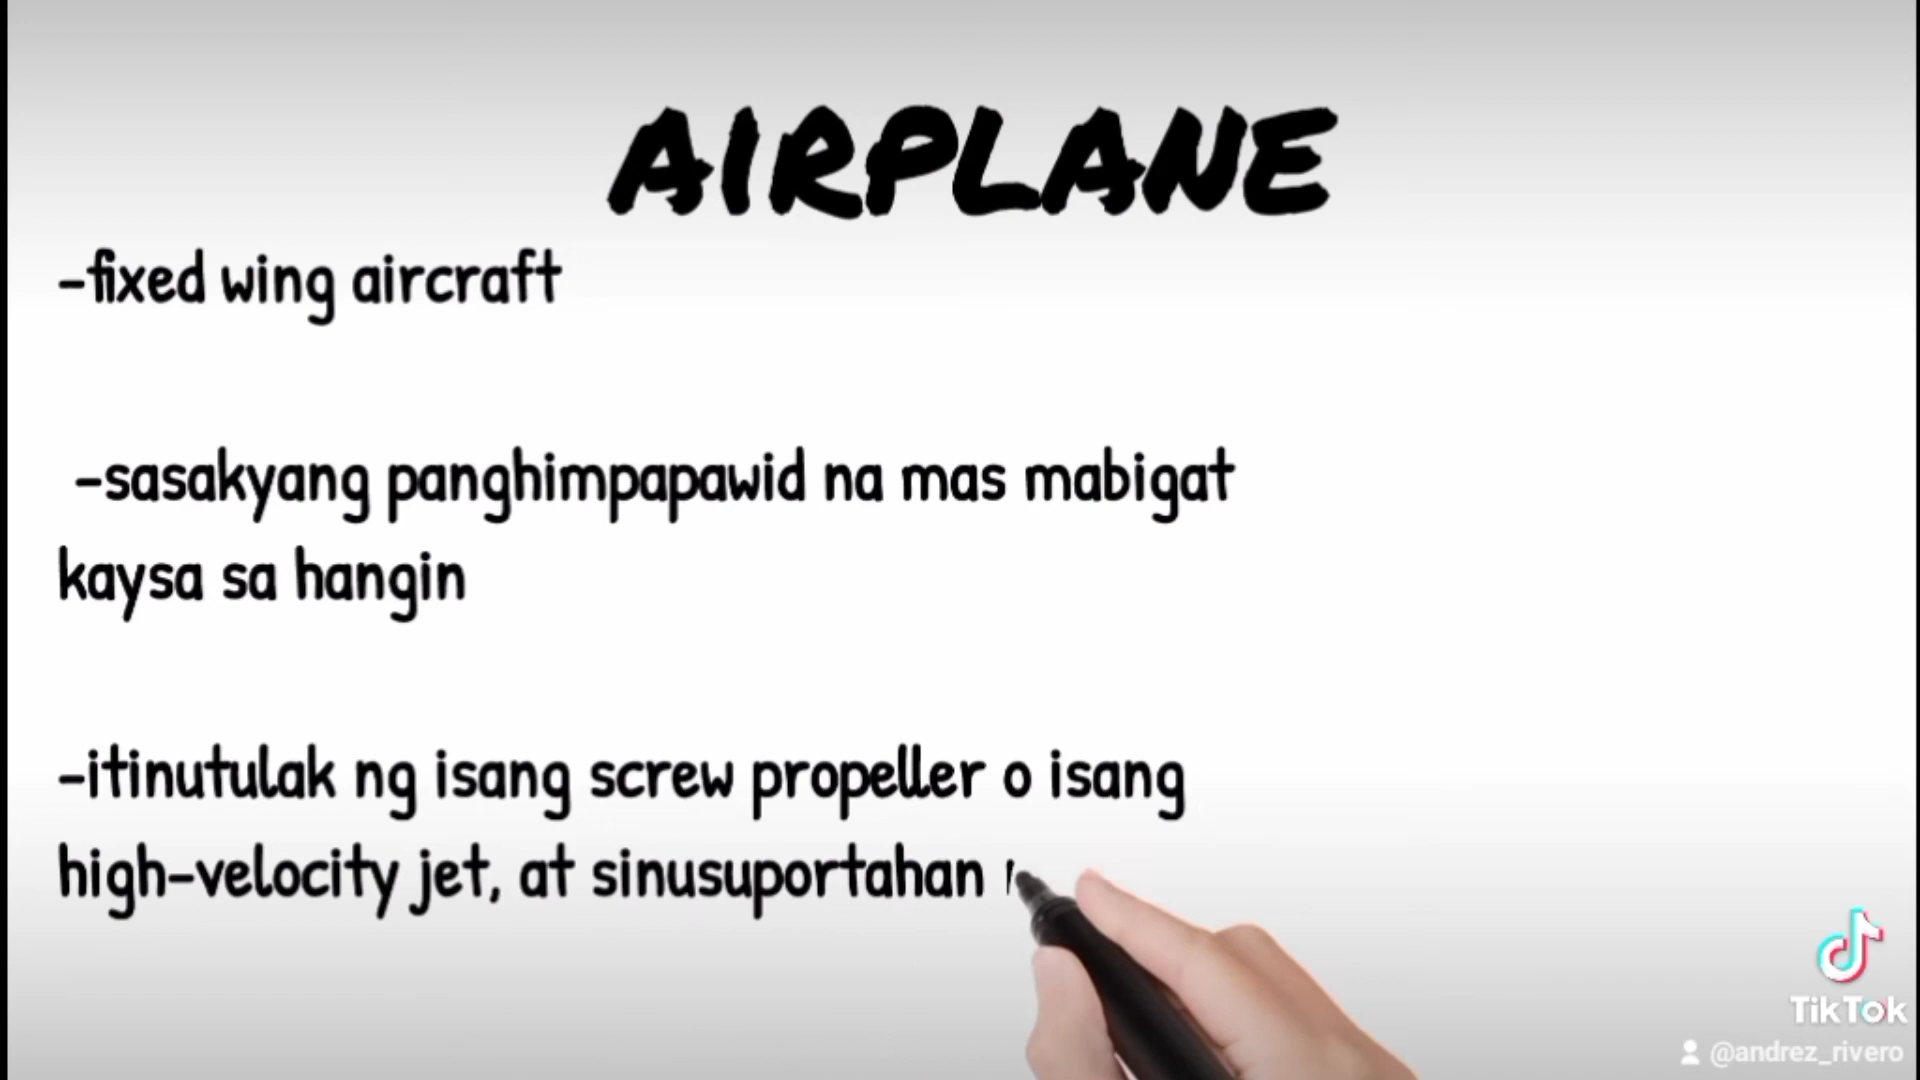 AIRPLANE
-fixed wing aircraft
-sasakyang panghimpapawid na mas mabigat
kaysa sa hangin
-itinutulak ng isang screw propeller o isang
high-velocity jet, at sinusuportahan
TikTok
@andrez_rivero